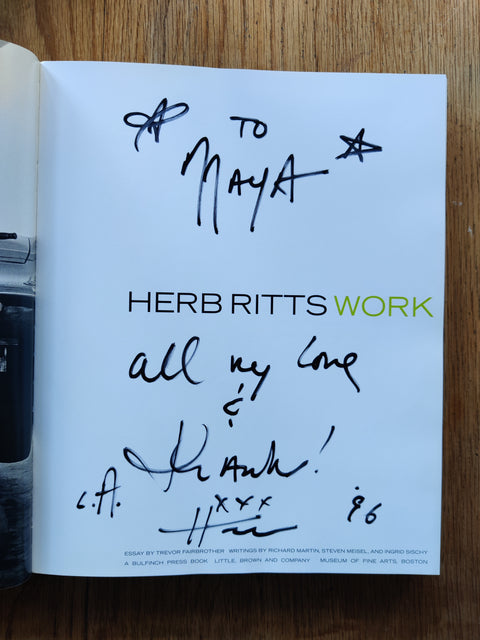 TO
MAYA
HERB RITTS WORK
all my love
&
Thanks!
L.A.
xxx
'96
ESSAY BY TREVOR FAIRBROTHER WRITINGS BY RICHARD MARTIN, STEVEN MEISEL, AND INGRID SISCHY
A BULFINCH PRESS BOOK LITTLE, BROWN AND COMPANY MUSEUM OF FINE ARTS, BOSTON